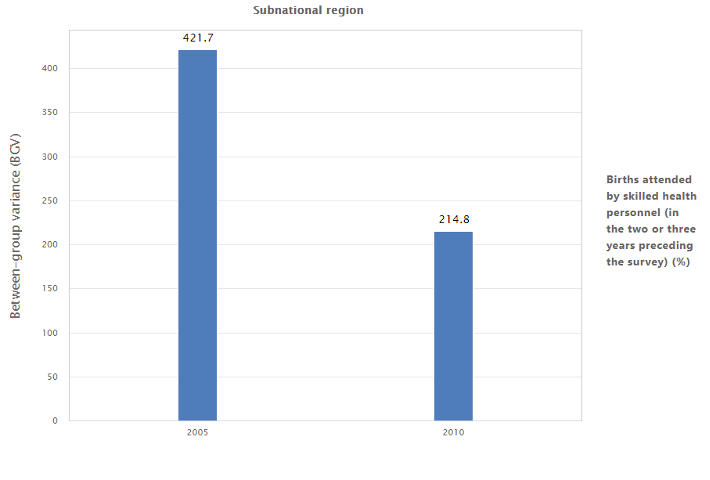 Subnational region
421.7
214.8
Between-group variance (BGV)
400
350
300
250
200
150
100
50
0
2005
2010
Births attended
by skilled health
personnel (in
the two or three
years preceding
the survey) (%)